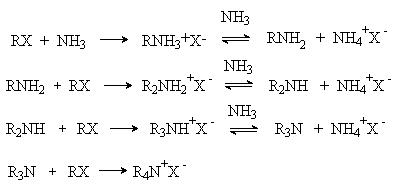 NH₃
RX + NH₃ ⟶ RNH₃⁺X- ⇌ RNH₂ + NH₄⁺X⁻
NH₃
RNH₂ + RX ⟶ R₂NH₂⁺X⁻ ⇌ R₂NH + NH₄⁺X⁻
NH₃
R₂NH + RX ⟶ R₃NH⁺X⁻ ⇌ R₃N + NH₄⁺X⁻
R₃N + RX ⟶ R₄N⁺X⁻